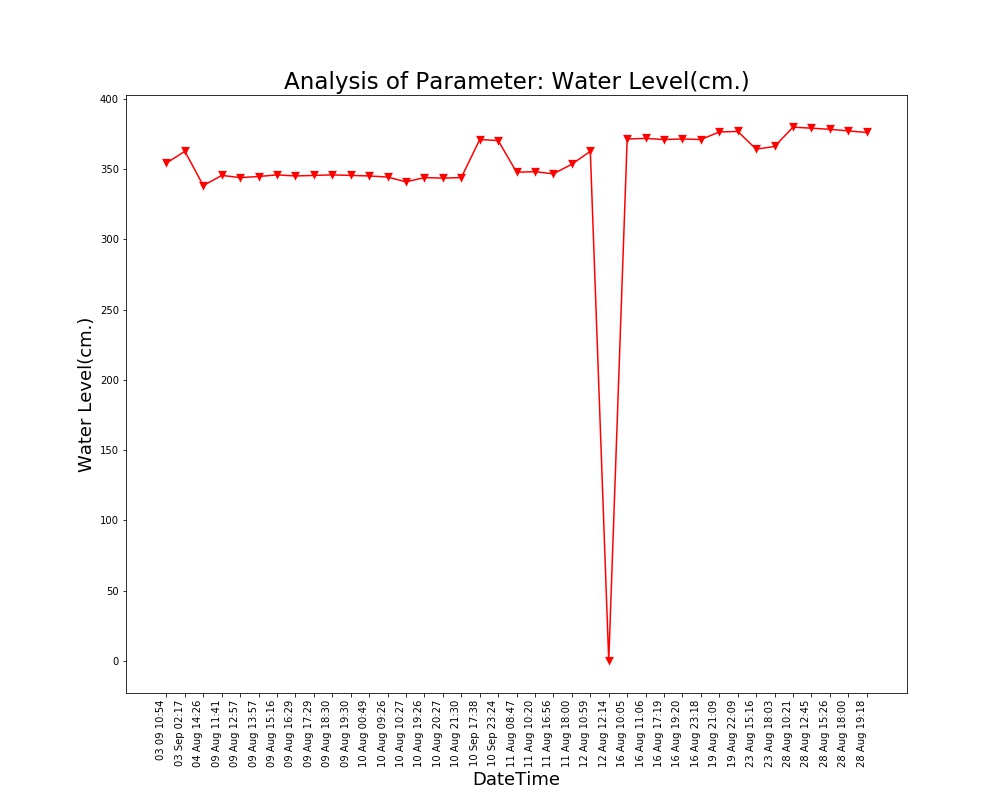 Analysis of Parameter: Water Level(cm.)
400
350
300
250
200
150
100
50
0
Water Level(cm.)
03 09 10:54
03 Sep 02:17
04 Aug 14:26
09 Aug 11:41
09 Aug 12:57
09 Aug 13:57
09 Aug 15:16
09 Aug 16:29
09 Aug 17:29
09 Aug 18:30
09 Aug 19:30
10 Aug 00:49
10 Aug 09:26
10 Aug 10:27
10 Aug 19:26
10 Aug 20:27
10 Aug 21:30
10 Sep 17:38
10 Sep 23:24
11 Aug 08:47
11 Aug 10:20
11 Aug 16:56
11 Aug 18:00
12 Aug 10:59
12 Aug 12:14
16 Aug 10:05
16 Aug 11:06
16 Aug 17:19
16 Aug 19:20
16 Aug 23:18
19 Aug 21:09
19 Aug 22:09
23 Aug 15:16
23 Aug 18:03
28 Aug 10:21
28 Aug 12:45
28 Aug 15:26
28 Aug 18:00
28 Aug 19:18
DateTime